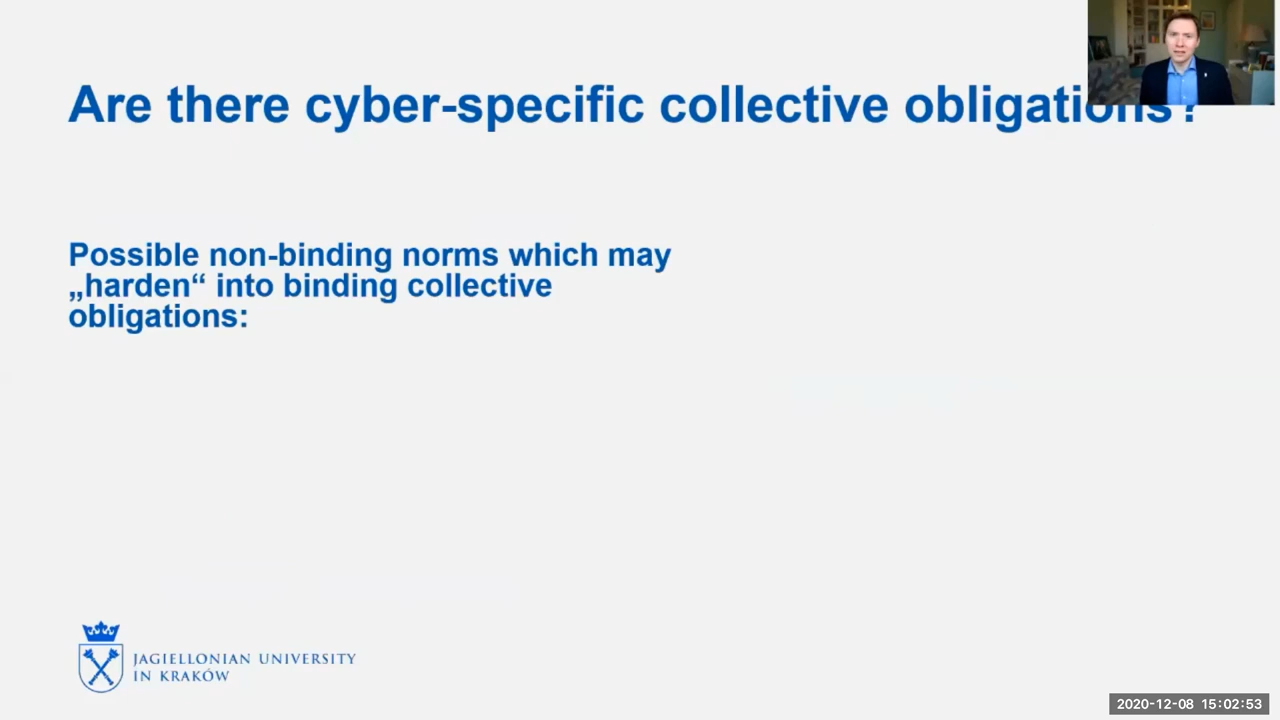 Are there cyber-specific collective obligations?
Possible non-binding norms which may
„harden“ into binding collective
obligations:
JAGIELLONIAN UNIVERSITY
IN KRAKÓW
2020-12-08 15:02:53